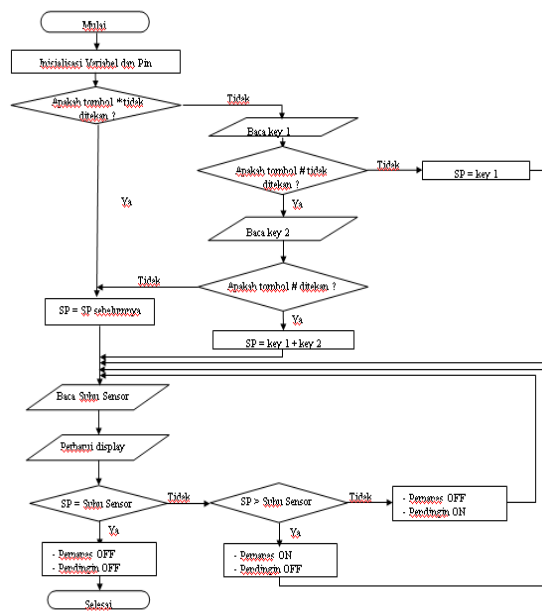 Mulai
Inisialisasi Variabel dan Pin
Apakah tombol * tidak
ditekan ?
Tidak
Baca key 1
Apakah tombol # tidak
ditekan ?
Tidak
SP = key 1
Ya
Ya
Baca key 2
Apakah tombol # ditekan ?
Tidak
Ya
SP = SP sebelumnya
SP = key 1 + key 2
Baca Suhu Sensor
Perbarui display
SP = Suhu Sensor
Tidak
SP > Suhu Sensor
Tidak
- Pemanas OFF
- Pendingin ON
Ya
Ya
- Pemanas OFF
- Pendingin OFF
- Pemanas ON
- Pendingin OFF
Selesai